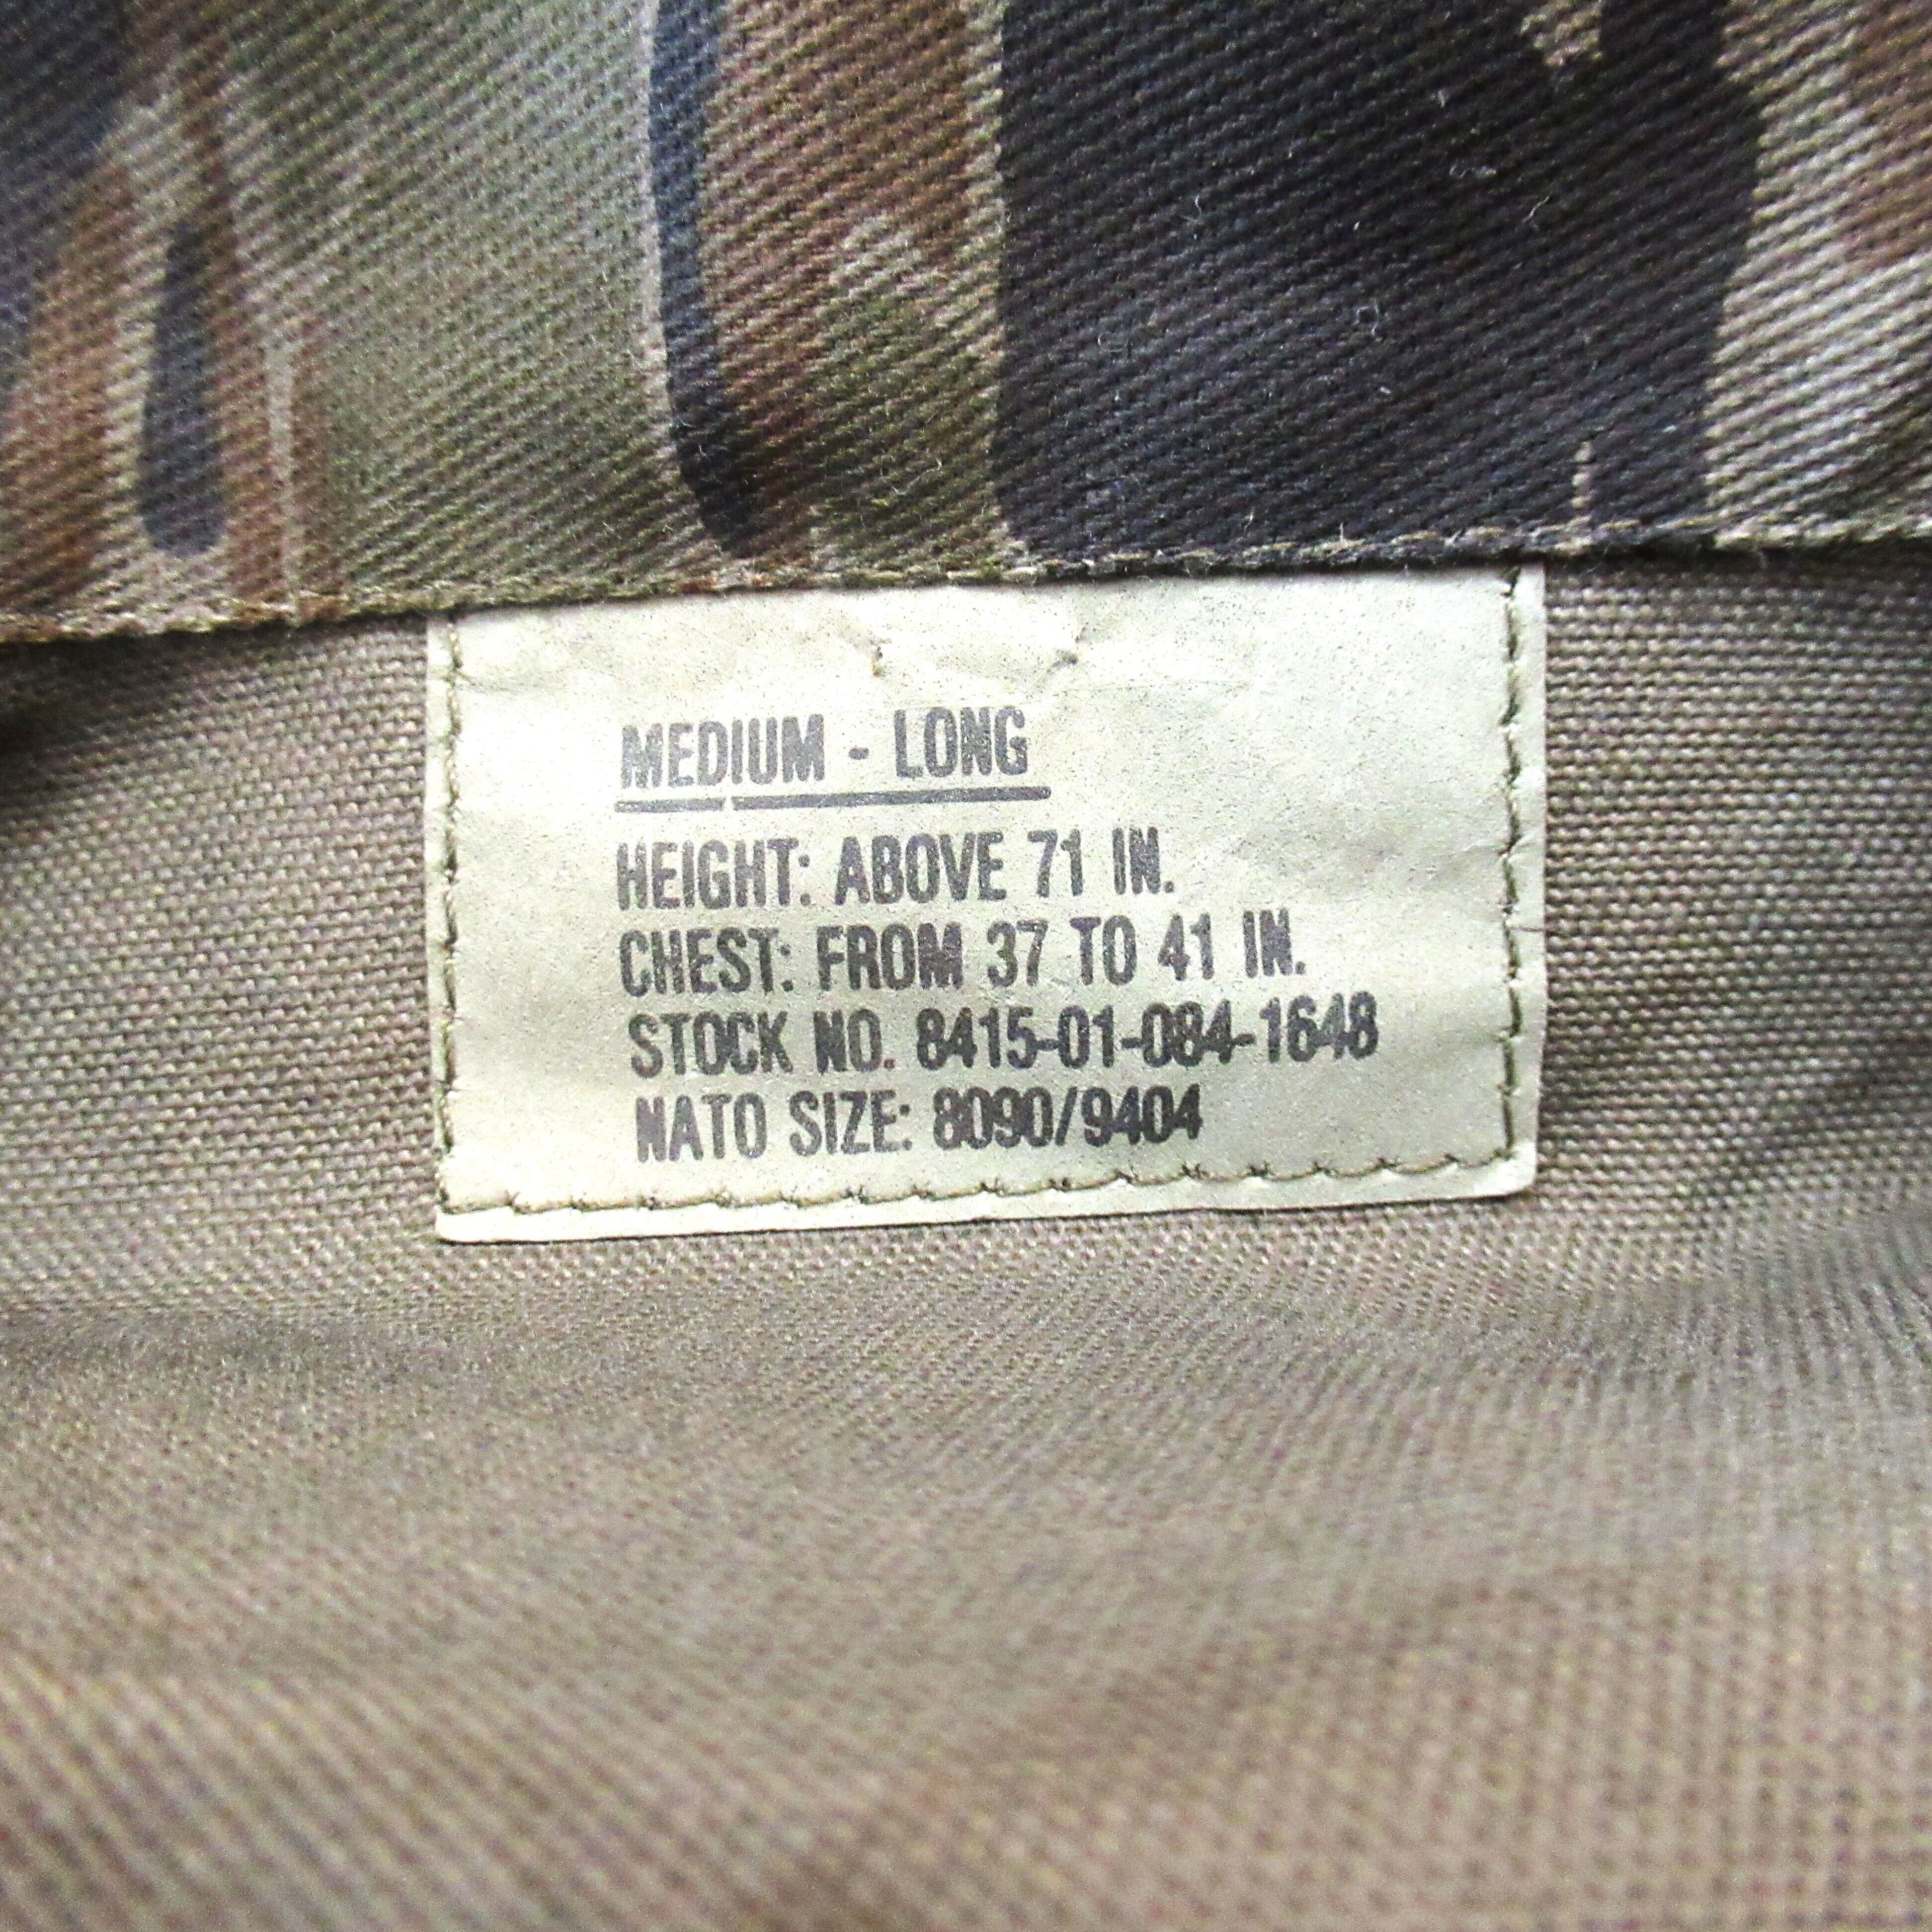 MEDIUM - LONG
HEIGHT: ABOVE 71 IN.
CHEST: FROM 37 TO 41 IN.
STOCK NO. 8415-01-084-1648
NATO SIZE: 8090/9404